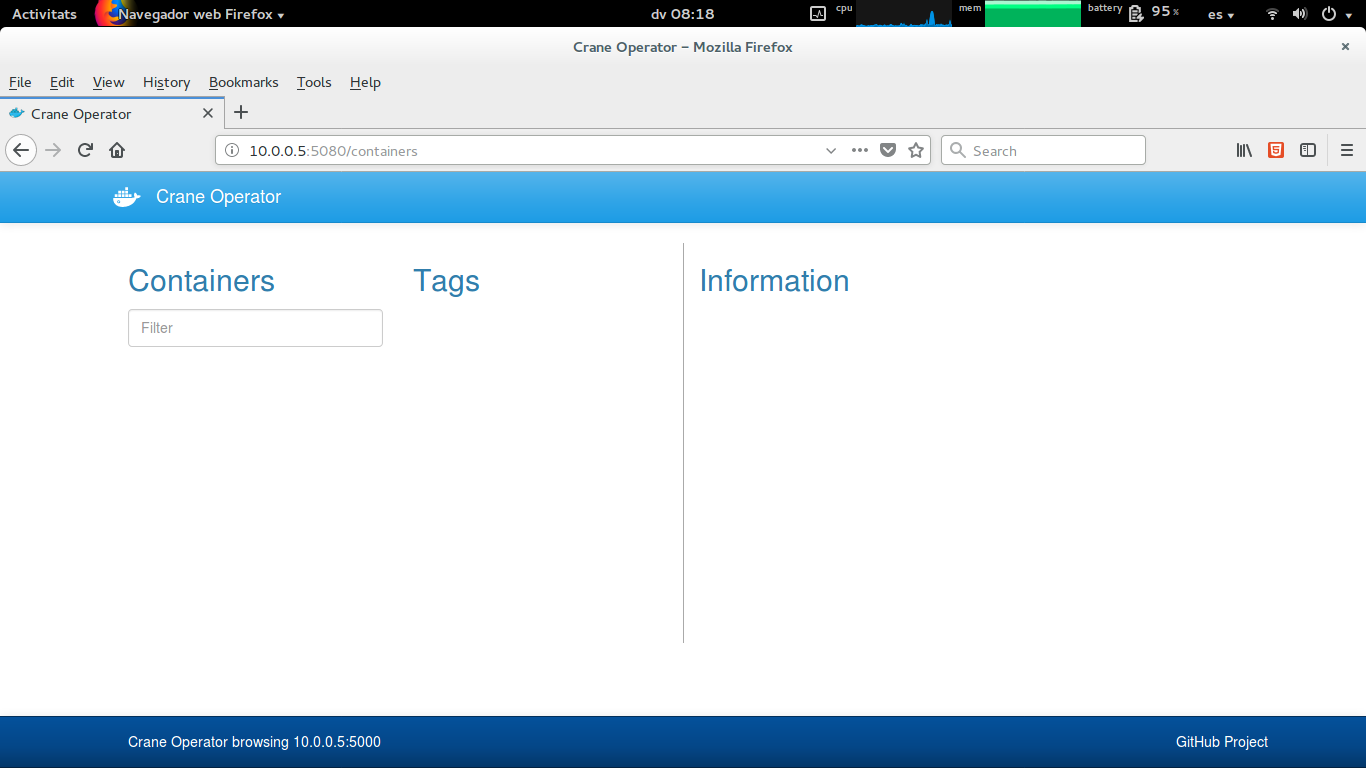 Activitats Navegador web Firefox dv 08:18 cpu mem battery 95% es
Crane Operator – Mozilla Firefox
File Edit View History Bookmarks Tools Help
Crane Operator
10.0.0.5:5080/containers Search
Crane Operator
Containers Tags Information
Filter
Crane Operator browsing 10.0.0.5:5000 GitHub Project